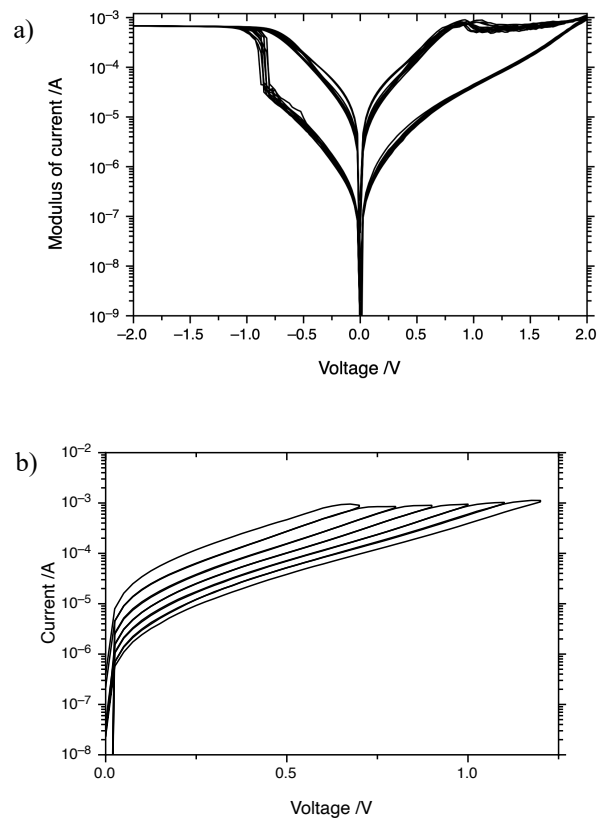 a)
Modulus of current /A
10⁻³
10⁻⁴
10⁻⁵
10⁻⁶
10⁻⁷
10⁻⁸
10⁻⁹
−2.0 −1.5 −1.0 −0.5 0.0 0.5 1.0 1.5 2.0
Voltage /V
b)
Current /A
10⁻²
10⁻³
10⁻⁴
10⁻⁵
10⁻⁶
10⁻⁷
10⁻⁸
0.0 0.5 1.0
Voltage /V